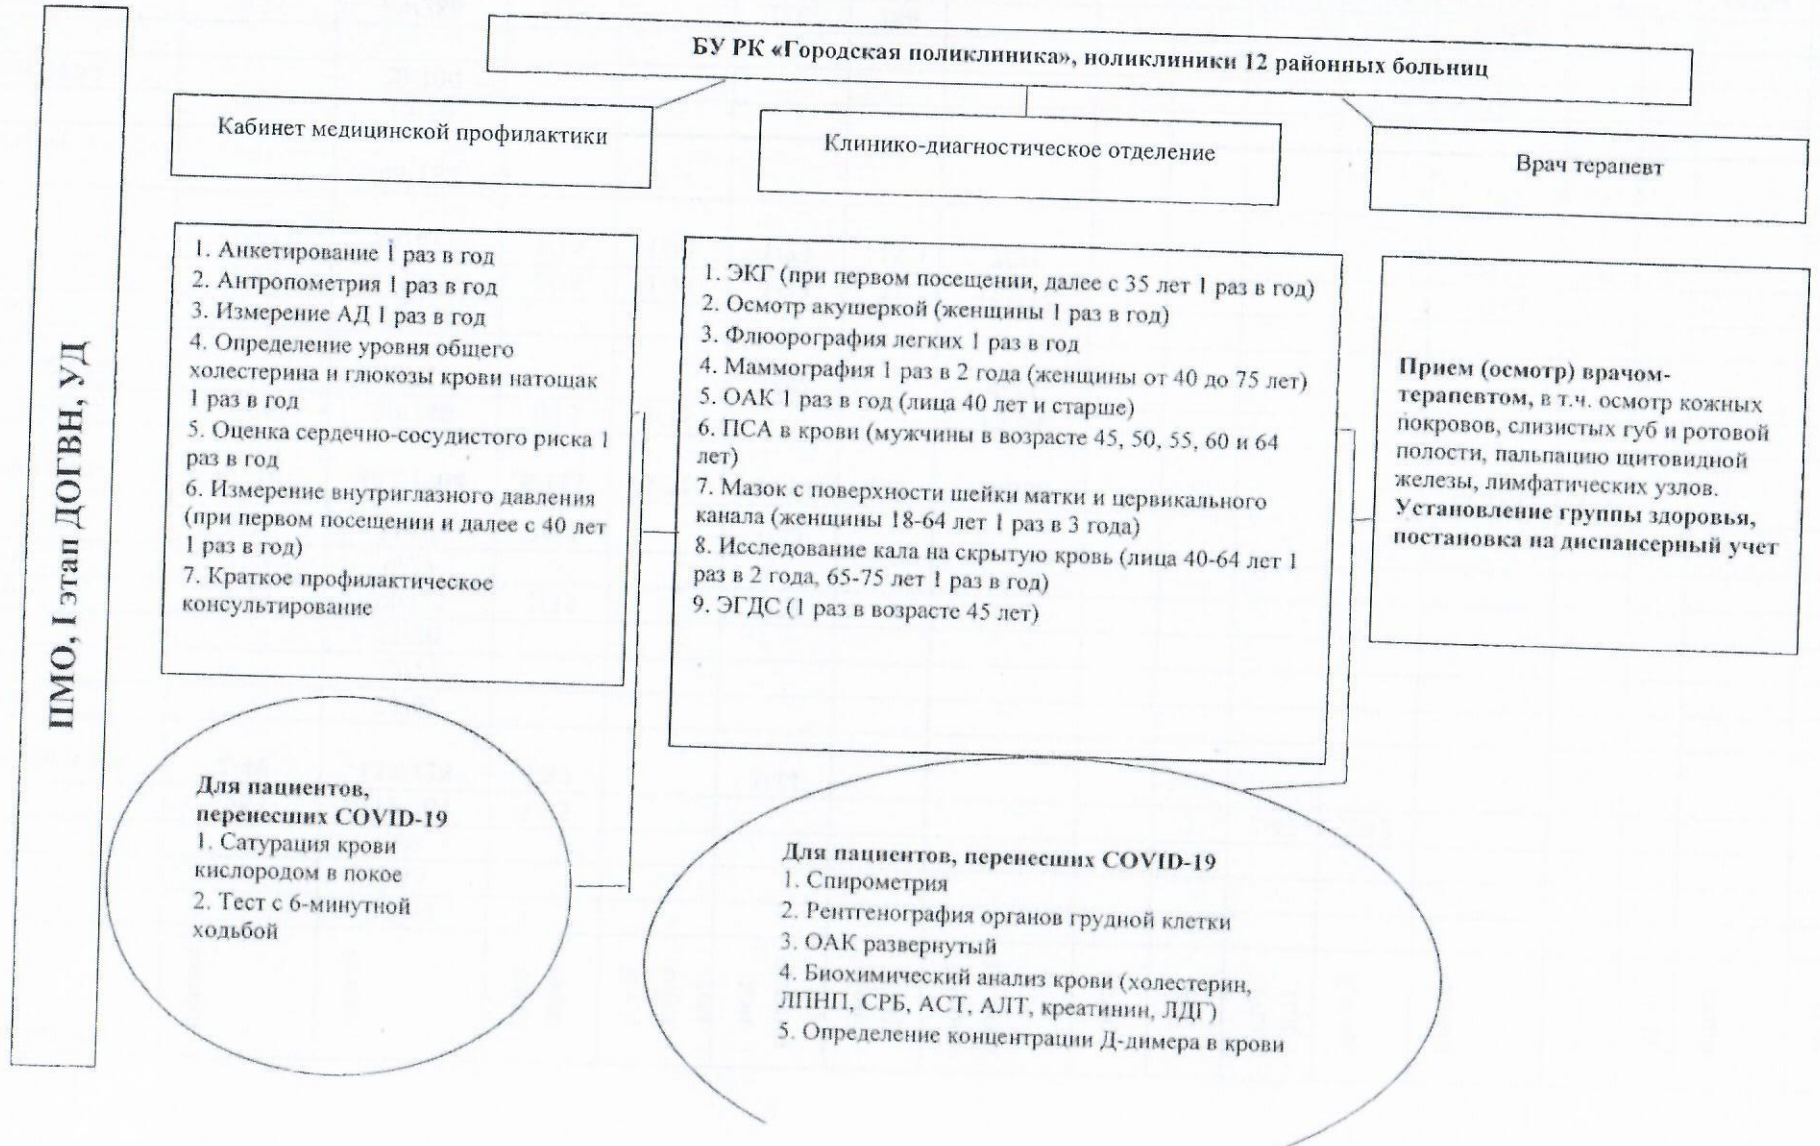 ПМО, I этап ДОГВН, УД
БУ РК «Городская поликлиника», ноликлиники 12 районных больниц
Кабинет медицинской профилактики
Клинико-диагностическое отделение
Врач терапевт
1. Анкетирование 1 раз в год
2. Антропометрия 1 раз в год
3. Измерение АД 1 раз в год
4. Определение уровня общего
холестерина и глюкозы крови натощак
1 раз в год
5. Оценка сердечно-сосудистого риска 1
раз в год
6. Измерение внутриглазного давления
(при первом посещении и далее с 40 лет
1 раз в год)
7. Краткое профилактическое
консультирование
1. ЭКГ (при первом посещении, далее с 35 лет 1 раз в год)
2. Осмотр акушеркой (женщины 1 раз в год)
3. Флюорография легких 1 раз в год
4. Маммография 1 раз в 2 года (женщины от 40 до 75 лет)
5. ОАК 1 раз в год (лица 40 лет и старше)
6. ПСА в крови (мужчины в возрасте 45, 50, 55, 60 и 64
лет)
7. Мазок с поверхности шейки матки и цервикального
канала (женщины 18-64 лет 1 раз в 3 года)
8. Исследование кала на скрытую кровь (лица 40-64 лет 1
раз в 2 года, 65-75 лет 1 раз в год)
9. ЭГДС (1 раз в возрасте 45 лет)
Прием (осмотр) врачом-
терапевтом, в т.ч. осмотр кожных
покровов, слизистых губ и ротовой
полости, пальпацию щитовидной
железы, лимфатических узлов.
Установление группы здоровья,
постановка на диспансерный учет
Для пациентов,
перенесших COVID-19
1. Сатурация крови
кислородом в покое
2. Тест с 6-минутной
ходьбой
Для пациентов, перенесших COVID-19
1. Спирометрия
2. Рентгенография органов грудной клетки
3. ОАК развернутый
4. Биохимический анализ крови (холестерин,
ЛПНП, СРБ, АСТ, АЛТ, креатинин, ЛДГ)
5. Определение концентрации Д-димера в крови